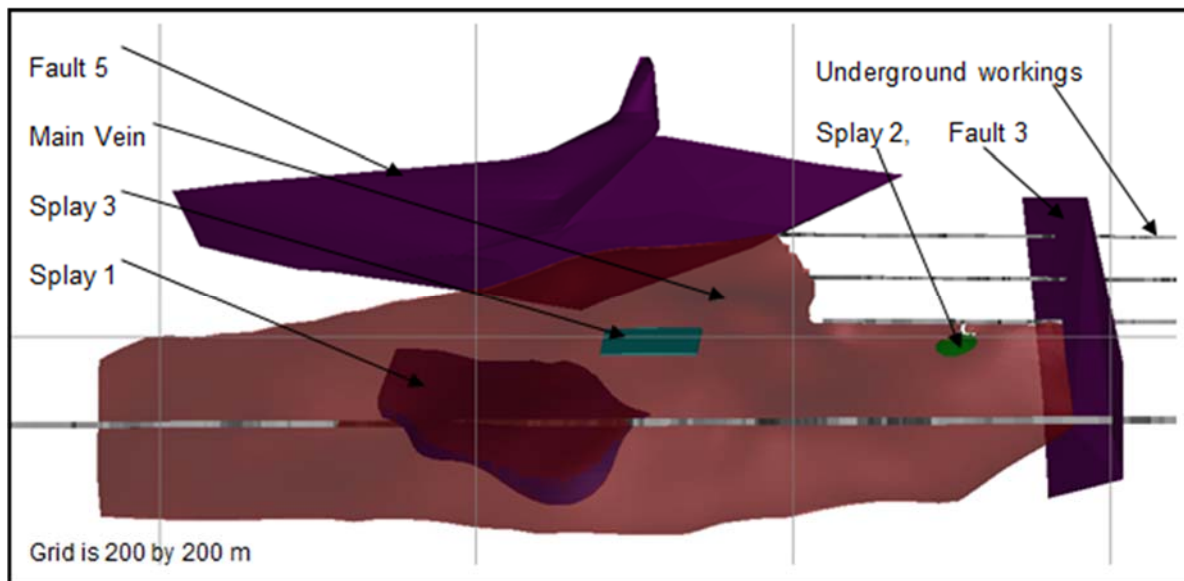 Fault 5
Main Vein
Splay 3
Splay 1
Underground workings
Splay 2, Fault 3
Grid is 200 by 200 m